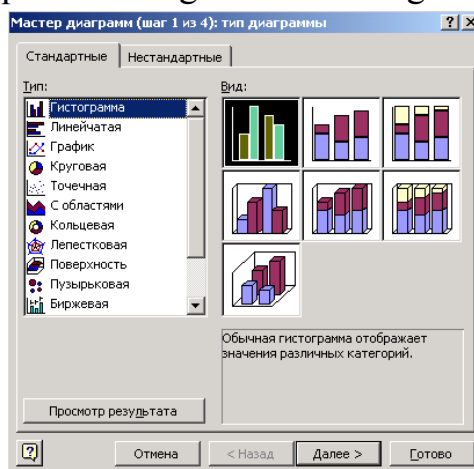 Мастер диаграмм (шаг 1 из 4): тип диаграммы
Стандартные Нестандартные
Тип:
Гистограмма
Линейчатая
График
Круговая
Точечная
С областями
Кольцевая
Лепестковая
Поверхность
Пузырьковая
Биржевая
Вид:
Обычная гистограмма отображает
значения различных категорий.
Просмотр результата
Отмена < Назад Далее > Готово